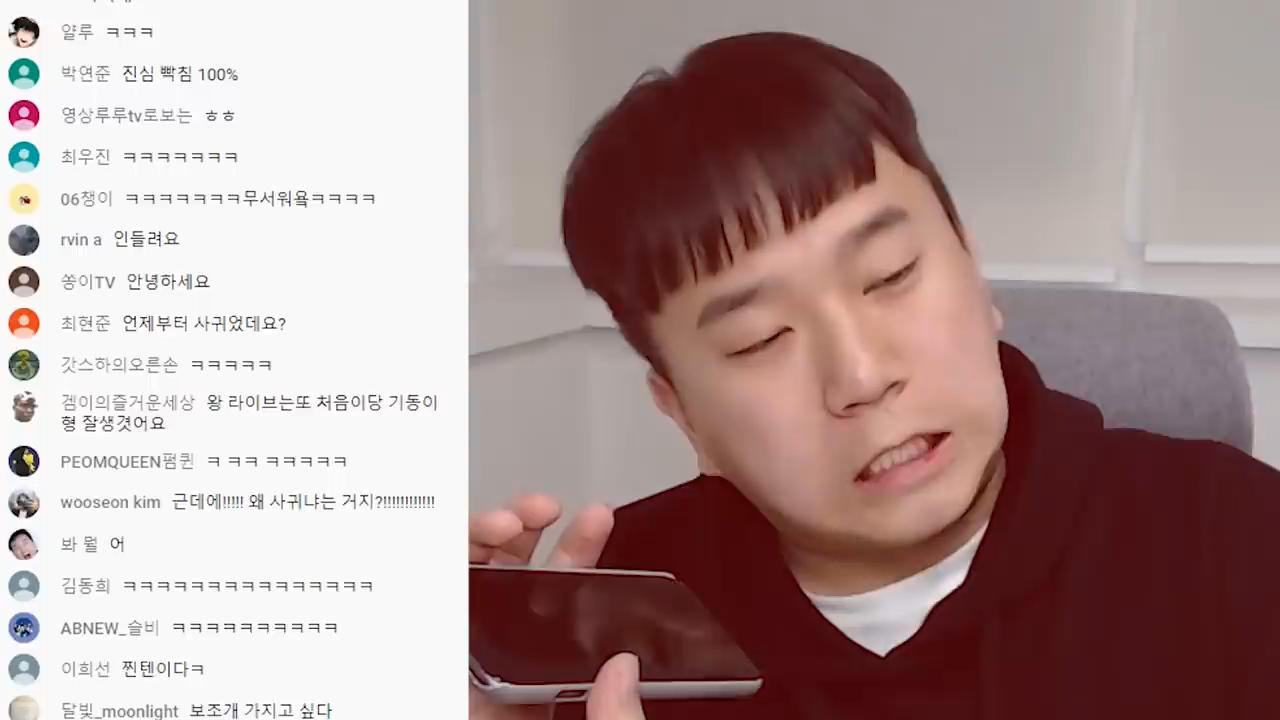 얄루 ㅋㅋㅋ
박연준 진심 빡침 100%
영상루루tv로보는 ㅎㅎ
최우진 ㅋㅋㅋㅋㅋㅋㅋ
06챙이 ㅋㅋㅋㅋㅋㅋㅋ무서워욬ㅋㅋㅋㅋ
rvin a 인들려요
쏭이TV 안녕하세요
최현준 언제부터 사귀었데요?
갓스하의오른손 ㅋㅋㅋㅋㅋ
겜이의즐거운세상 왕 라이브는또 처음이당 기동이
형 잘생겻어요
PEOMQUEEN펌퀸 ㅋ ㅋㅋ ㅋㅋㅋㅋㅋ
wooseon kim 근데에!!!!! 왜 사귀냐는 거지?!!!!!!!!!!!!
봐 뭘 어
김동희 ㅋㅋㅋㅋㅋㅋㅋㅋㅋㅋㅋㅋㅋㅋㅋ
ABNEW_슬비 ㅋㅋㅋㅋㅋㅋㅋㅋㅋㅋ
이희선 찐텐이다ㅋ
달빛_moonlight 보조개 가지고 싶다